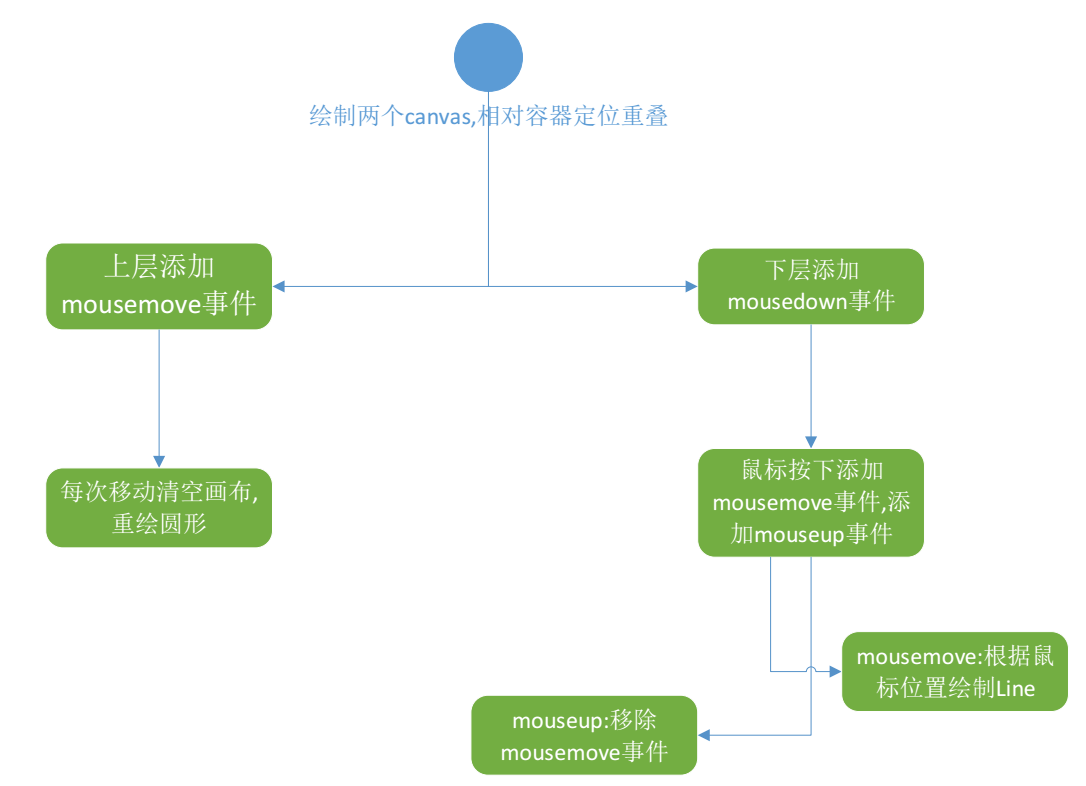 绘制两个canvas,相对容器定位重叠
上层添加
mousemove事件
下层添加
mousedown事件
每次移动清空画布,
重绘圆形
鼠标按下添加
mousemove事件,添
加mouseup事件
mousemove:根据鼠
标位置绘制Line
mouseup:移除
mousemove事件